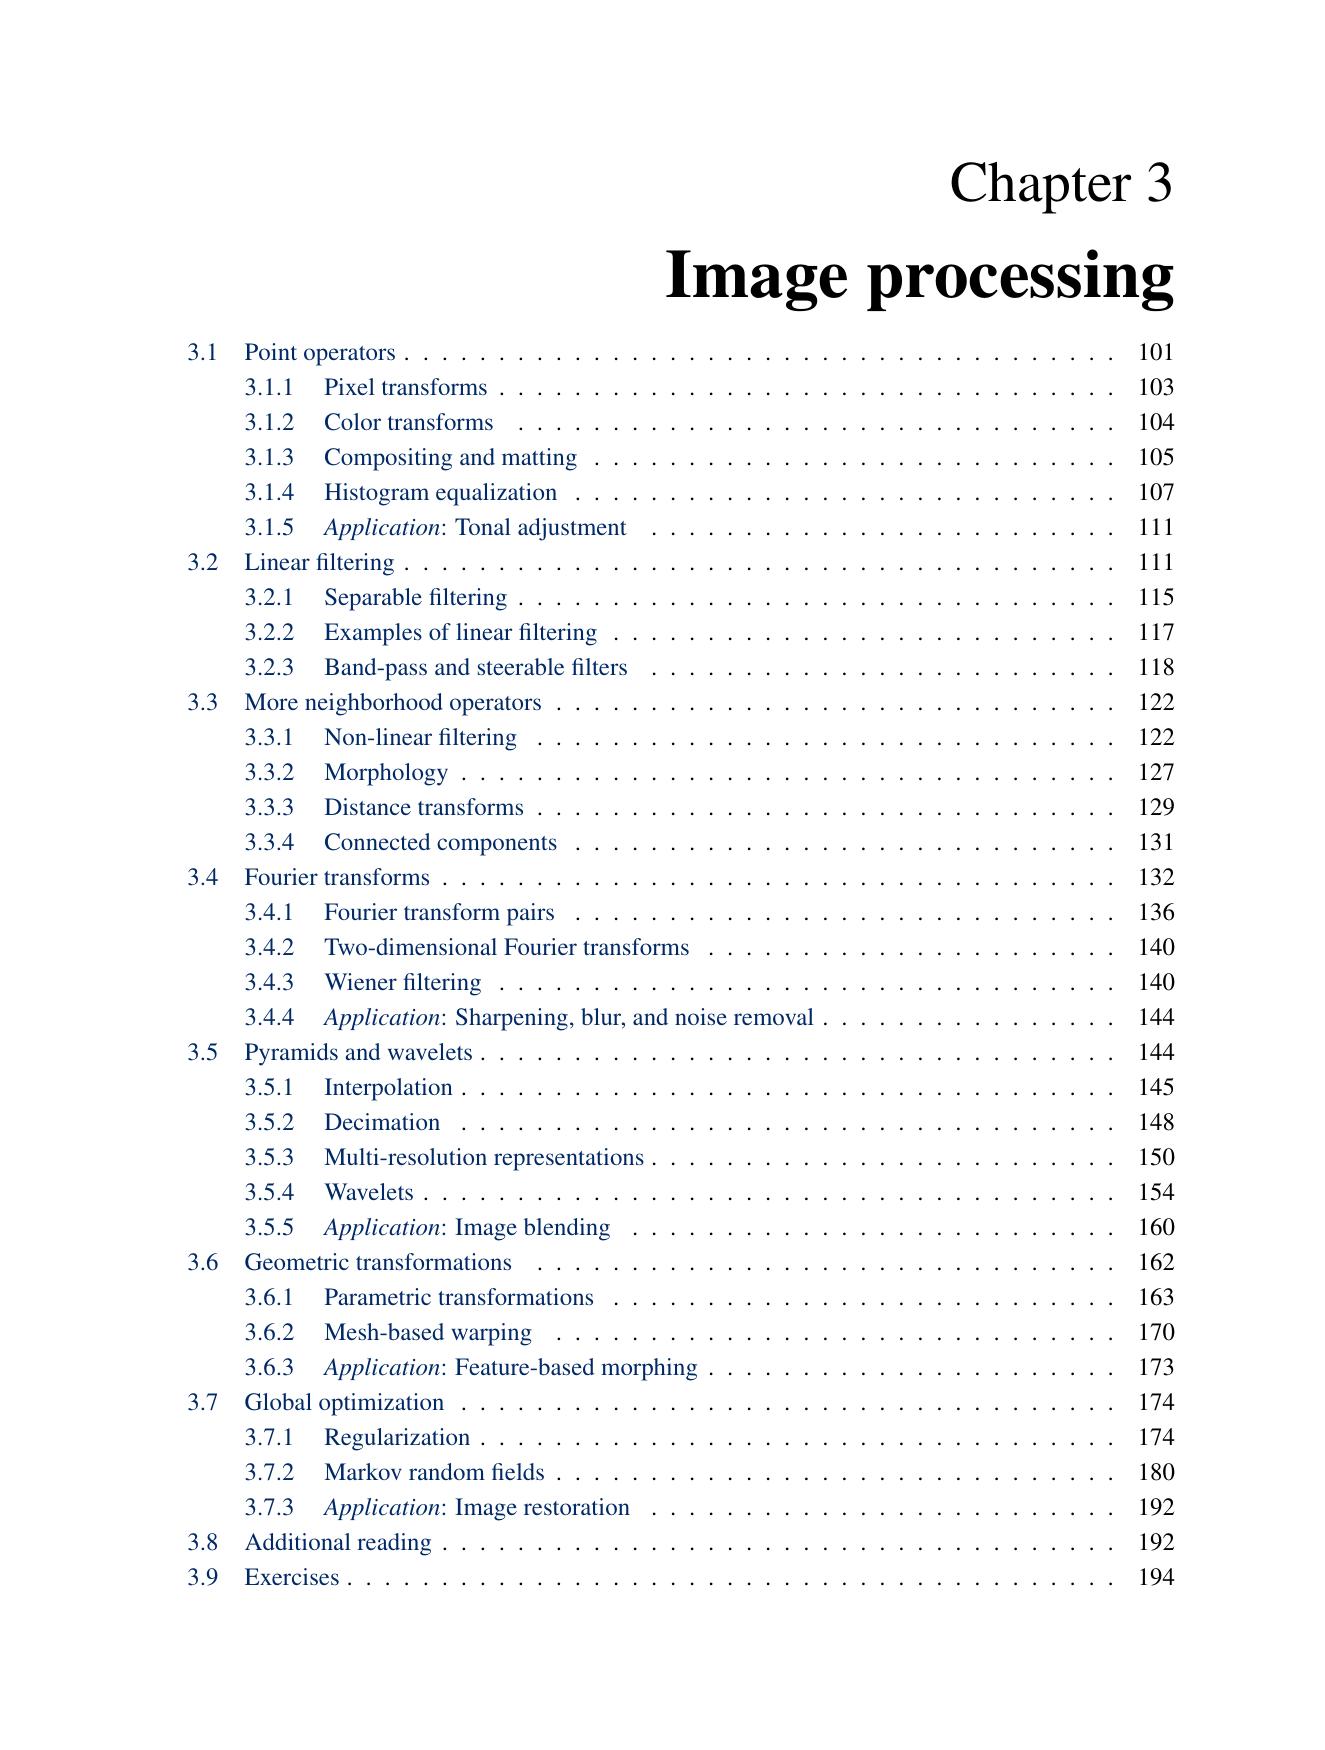 Chapter 3
Image processing
3.1 Point operators . . . . . . . . . . . . . . . . . . . . . . . . . . . . . . . . . . . . . . 101
3.1.1 Pixel transforms . . . . . . . . . . . . . . . . . . . . . . . . . . . . . . . . . 103
3.1.2 Color transforms . . . . . . . . . . . . . . . . . . . . . . . . . . . . . . . . 104
3.1.3 Compositing and matting . . . . . . . . . . . . . . . . . . . . . . . . . . . . 105
3.1.4 Histogram equalization . . . . . . . . . . . . . . . . . . . . . . . . . . . . . 107
3.1.5 Application: Tonal adjustment . . . . . . . . . . . . . . . . . . . . . . . . . 111
3.2 Linear filtering . . . . . . . . . . . . . . . . . . . . . . . . . . . . . . . . . . . . . . 111
3.2.1 Separable filtering . . . . . . . . . . . . . . . . . . . . . . . . . . . . . . . . 115
3.2.2 Examples of linear filtering . . . . . . . . . . . . . . . . . . . . . . . . . . . 117
3.2.3 Band-pass and steerable filters . . . . . . . . . . . . . . . . . . . . . . . . . 118
3.3 More neighborhood operators . . . . . . . . . . . . . . . . . . . . . . . . . . . . . . 122
3.3.1 Non-linear filtering . . . . . . . . . . . . . . . . . . . . . . . . . . . . . . . 122
3.3.2 Morphology . . . . . . . . . . . . . . . . . . . . . . . . . . . . . . . . . . . 127
3.3.3 Distance transforms . . . . . . . . . . . . . . . . . . . . . . . . . . . . . . . 129
3.3.4 Connected components . . . . . . . . . . . . . . . . . . . . . . . . . . . . . 131
3.4 Fourier transforms . . . . . . . . . . . . . . . . . . . . . . . . . . . . . . . . . . . . 132
3.4.1 Fourier transform pairs . . . . . . . . . . . . . . . . . . . . . . . . . . . . . 136
3.4.2 Two-dimensional Fourier transforms . . . . . . . . . . . . . . . . . . . . . . 140
3.4.3 Wiener filtering . . . . . . . . . . . . . . . . . . . . . . . . . . . . . . . . . 140
3.4.4 Application: Sharpening, blur, and noise removal . . . . . . . . . . . . . . . . 144
3.5 Pyramids and wavelets . . . . . . . . . . . . . . . . . . . . . . . . . . . . . . . . . . 144
3.5.1 Interpolation . . . . . . . . . . . . . . . . . . . . . . . . . . . . . . . . . . . 145
3.5.2 Decimation . . . . . . . . . . . . . . . . . . . . . . . . . . . . . . . . . . . 148
3.5.3 Multi-resolution representations . . . . . . . . . . . . . . . . . . . . . . . . . 150
3.5.4 Wavelets . . . . . . . . . . . . . . . . . . . . . . . . . . . . . . . . . . . . . 154
3.5.5 Application: Image blending . . . . . . . . . . . . . . . . . . . . . . . . . . 160
3.6 Geometric transformations . . . . . . . . . . . . . . . . . . . . . . . . . . . . . . . 162
3.6.1 Parametric transformations . . . . . . . . . . . . . . . . . . . . . . . . . . . 163
3.6.2 Mesh-based warping . . . . . . . . . . . . . . . . . . . . . . . . . . . . . . 170
3.6.3 Application: Feature-based morphing . . . . . . . . . . . . . . . . . . . . . . 173
3.7 Global optimization . . . . . . . . . . . . . . . . . . . . . . . . . . . . . . . . . . . 174
3.7.1 Regularization . . . . . . . . . . . . . . . . . . . . . . . . . . . . . . . . . . 174
3.7.2 Markov random fields . . . . . . . . . . . . . . . . . . . . . . . . . . . . . . 180
3.7.3 Application: Image restoration . . . . . . . . . . . . . . . . . . . . . . . . . 192
3.8 Additional reading . . . . . . . . . . . . . . . . . . . . . . . . . . . . . . . . . . . . 192
3.9 Exercises . . . . . . . . . . . . . . . . . . . . . . . . . . . . . . . . . . . . . . . . . 194